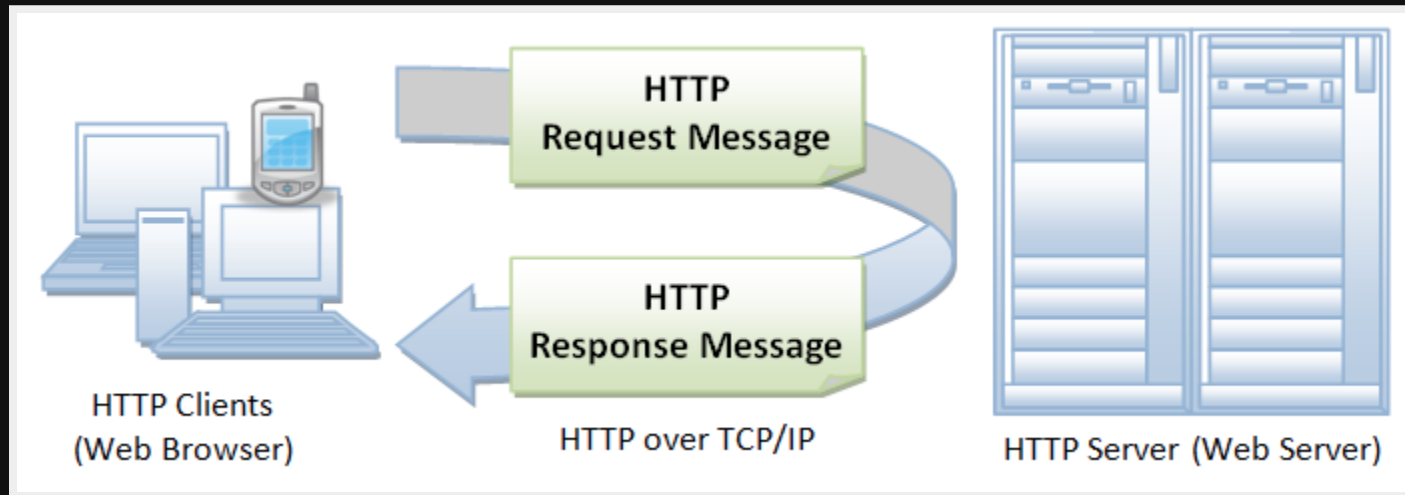 HTTP
Request Message
HTTP
Response Message
HTTP Clients
(Web Browser)
HTTP over TCP/IP
HTTP Server (Web Server)